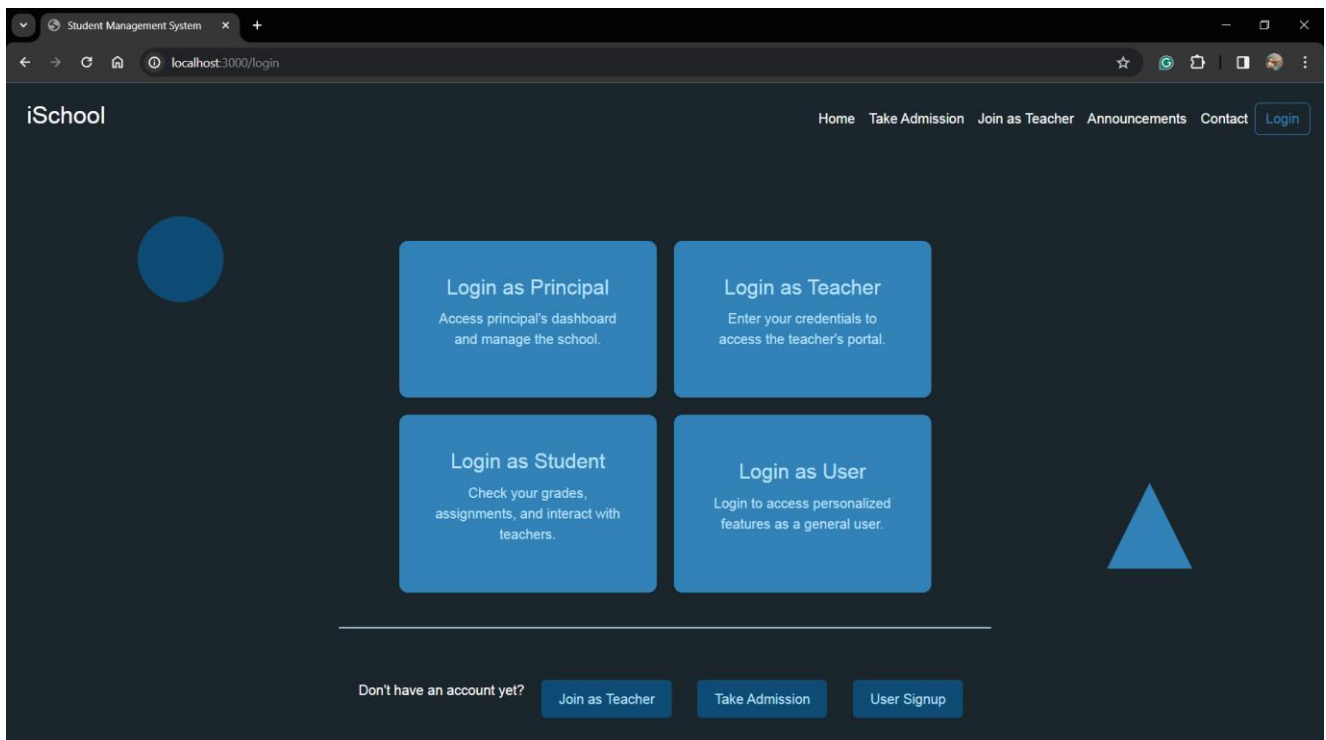 Student Management System
localhost:3000/login
iSchool
Home Take Admission Join as Teacher Announcements Contact Login
Login as Principal
Access principal's dashboard
and manage the school.
Login as Teacher
Enter your credentials to
access the teacher's portal.
Login as Student
Check your grades,
assignments, and interact with
teachers.
Login as User
Login to access personalized
features as a general user.
Don't have an account yet? Join as Teacher Take Admission User Signup